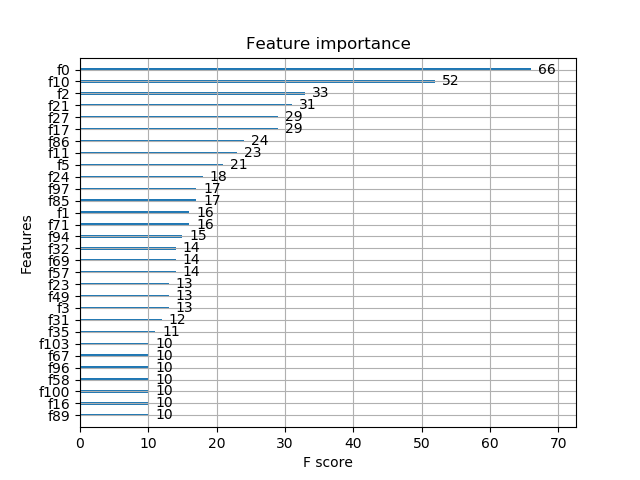 Feature importance
Features
f0 66
f10 52
f2 33
f21 31
f27 29
f17 29
f86 24
f11 23
f5 21
f24 18
f97 17
f85 17
f1 16
f71 16
f94 15
f32 14
f69 14
f57 14
f23 13
f49 13
f3 13
f31 12
f35 11
f103 10
f67 10
f96 10
f58 10
f100 10
f16 10
f89 10
0 10 20 30 40 50 60 70
F score